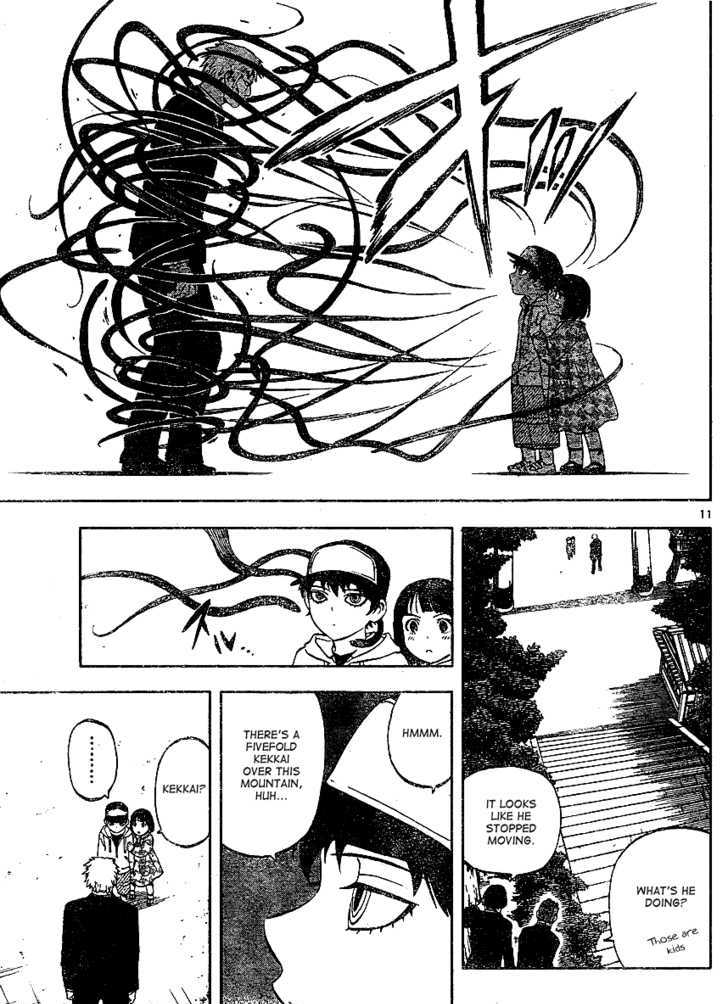 11
IT LOOKS
LIKE HE
STOPPED
MOVING.
WHAT'S HE
DOING?
Those are
kids
HMMM.
THERE'S A
FIVEFOLD
KEKKAI
OVER THIS
MOUNTAIN,
HUH...
KEKKAI?
........